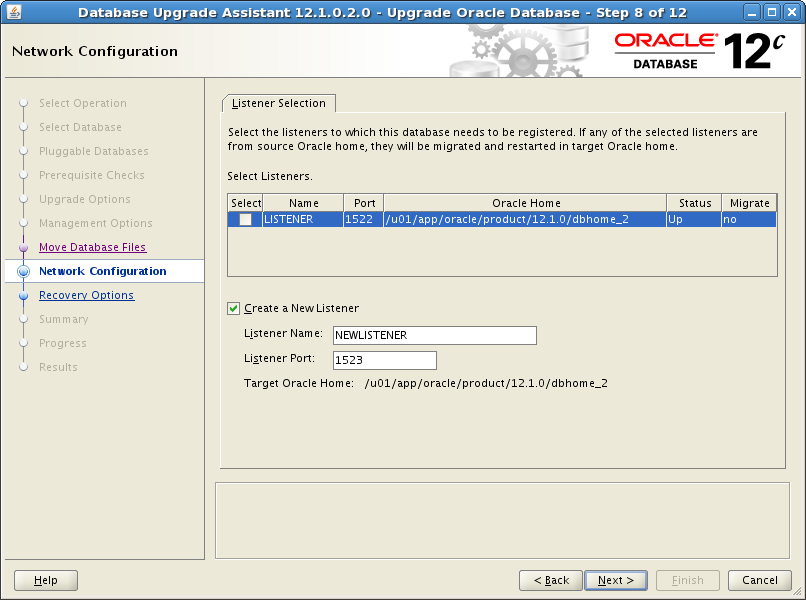 Database Upgrade Assistant 12.1.0.2.0 - Upgrade Oracle Database - Step 8 of 12
Network Configuration
ORACLE®
DATABASE
12c
Select Operation
Select Database
Pluggable Databases
Prerequisite Checks
Upgrade Options
Management Options
Move Database Files
Network Configuration
Recovery Options
Summary
Progress
Results
Listener Selection
Select the listeners to which this database needs to be registered. If any of the selected listeners are
from source Oracle home, they will be migrated and restarted in target Oracle home.
Select Listeners.
Select Name Port Oracle Home Status Migrate
LISTENER 1522 /u01/app/oracle/product/12.1.0/dbhome_2 Up no
Create a New Listener
Listener Name: NEWLISTENER
Listener Port: 1523
Target Oracle Home: /u01/app/oracle/product/12.1.0/dbhome_2
Help
< Back
Next >
Finish
Cancel